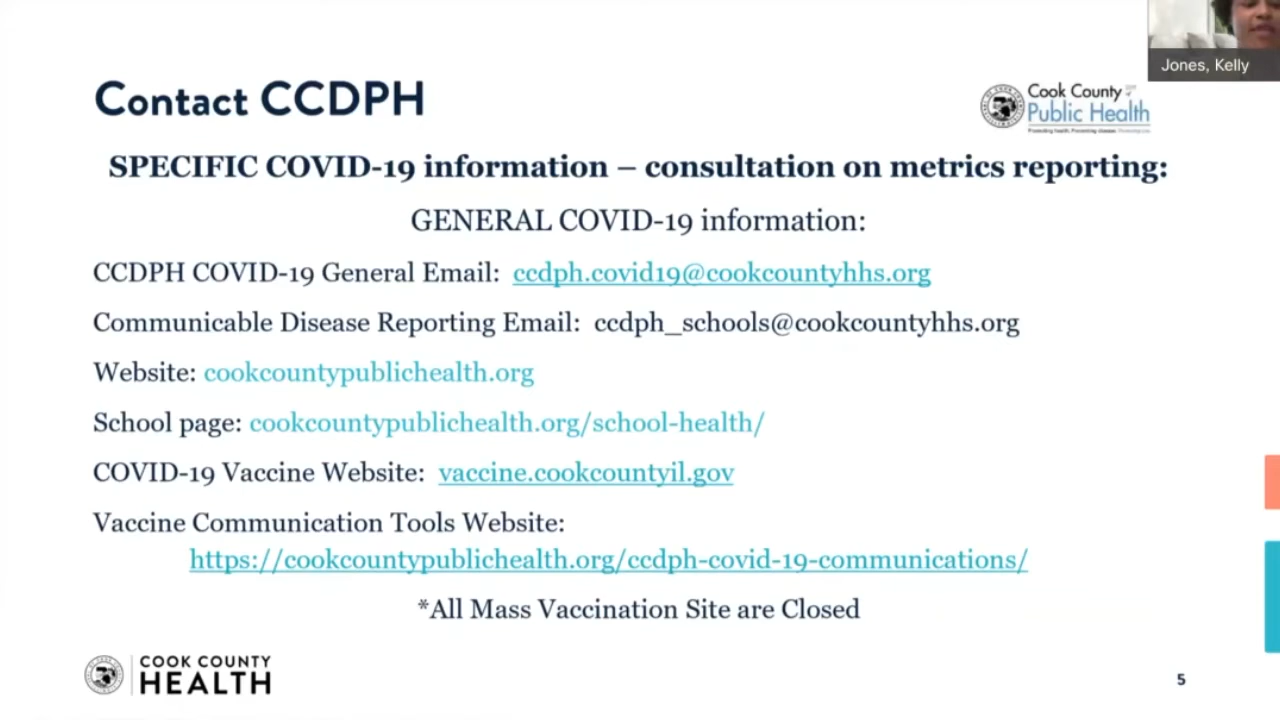 Jones, Kelly
Contact CCDPH
Cook County
Public Health
SPECIFIC COVID-19 information – consultation on metrics reporting:
GENERAL COVID-19 information:
CCDPH COVID-19 General Email: ccdph.covid19@cookcountyhhs.org
Communicable Disease Reporting Email: ccdph_schools@cookcountyhhs.org
Website: cookcountypublichealth.org
School page: cookcountypublichealth.org/school-health/
COVID-19 Vaccine Website: vaccine.cookcountyil.gov
Vaccine Communication Tools Website:
https://cookcountypublichealth.org/ccdph-covid-19-communications/
*All Mass Vaccination Site are Closed
COOK COUNTY
HEALTH
5